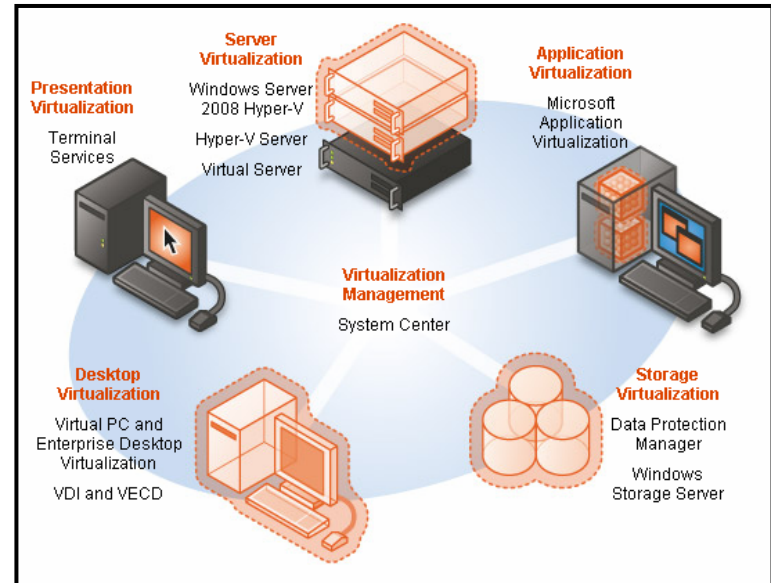 Server
Virtualization
Windows Server
2008 Hyper-V
Hyper-V Server
Virtual Server
Application
Virtualization
Microsoft
Application
Virtualization
Presentation
Virtualization
Terminal
Services
Virtualization
Management
System Center
Desktop
Virtualization
Virtual PC and
Enterprise Desktop
Virtualization
VDI and VECD
Storage
Virtualization
Data Protection
Manager
Windows
Storage Server